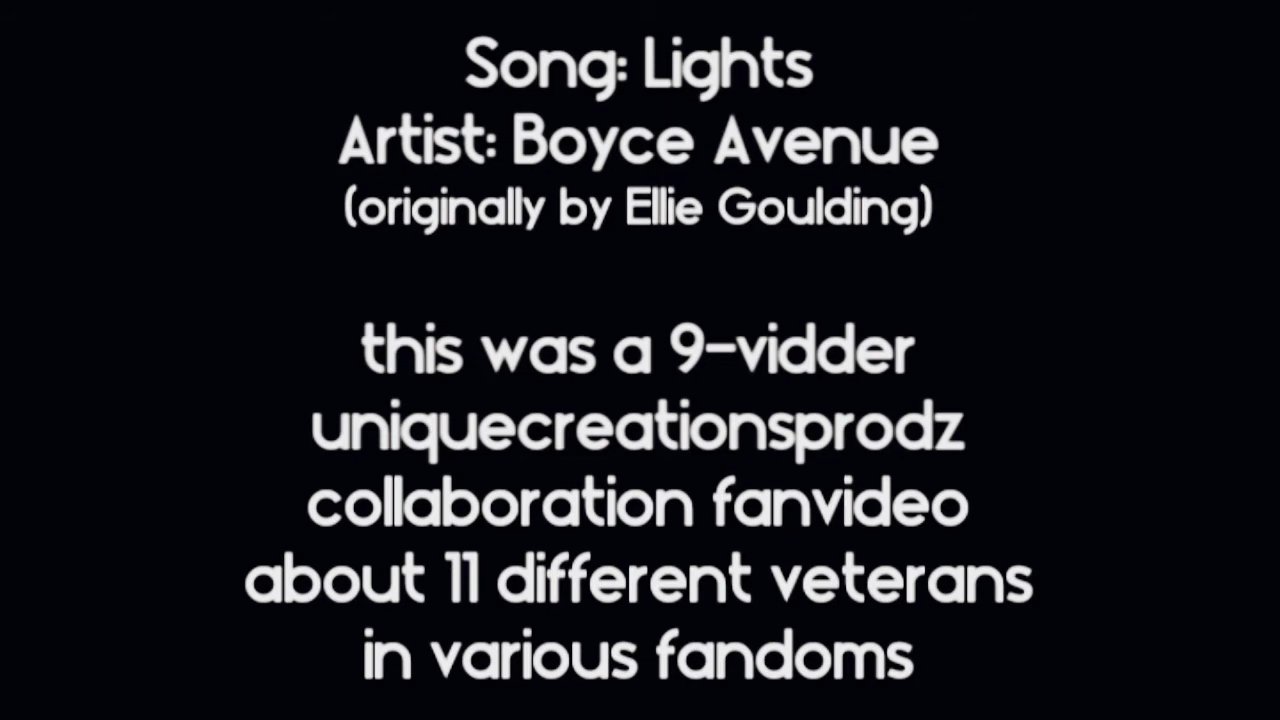 Song: Lights
Artist: Boyce Avenue
(originally by Ellie Goulding)
this was a 9-vidder
uniquecreationsprodz
collaboration fanvideo
about 11 different veterans
in various fandoms